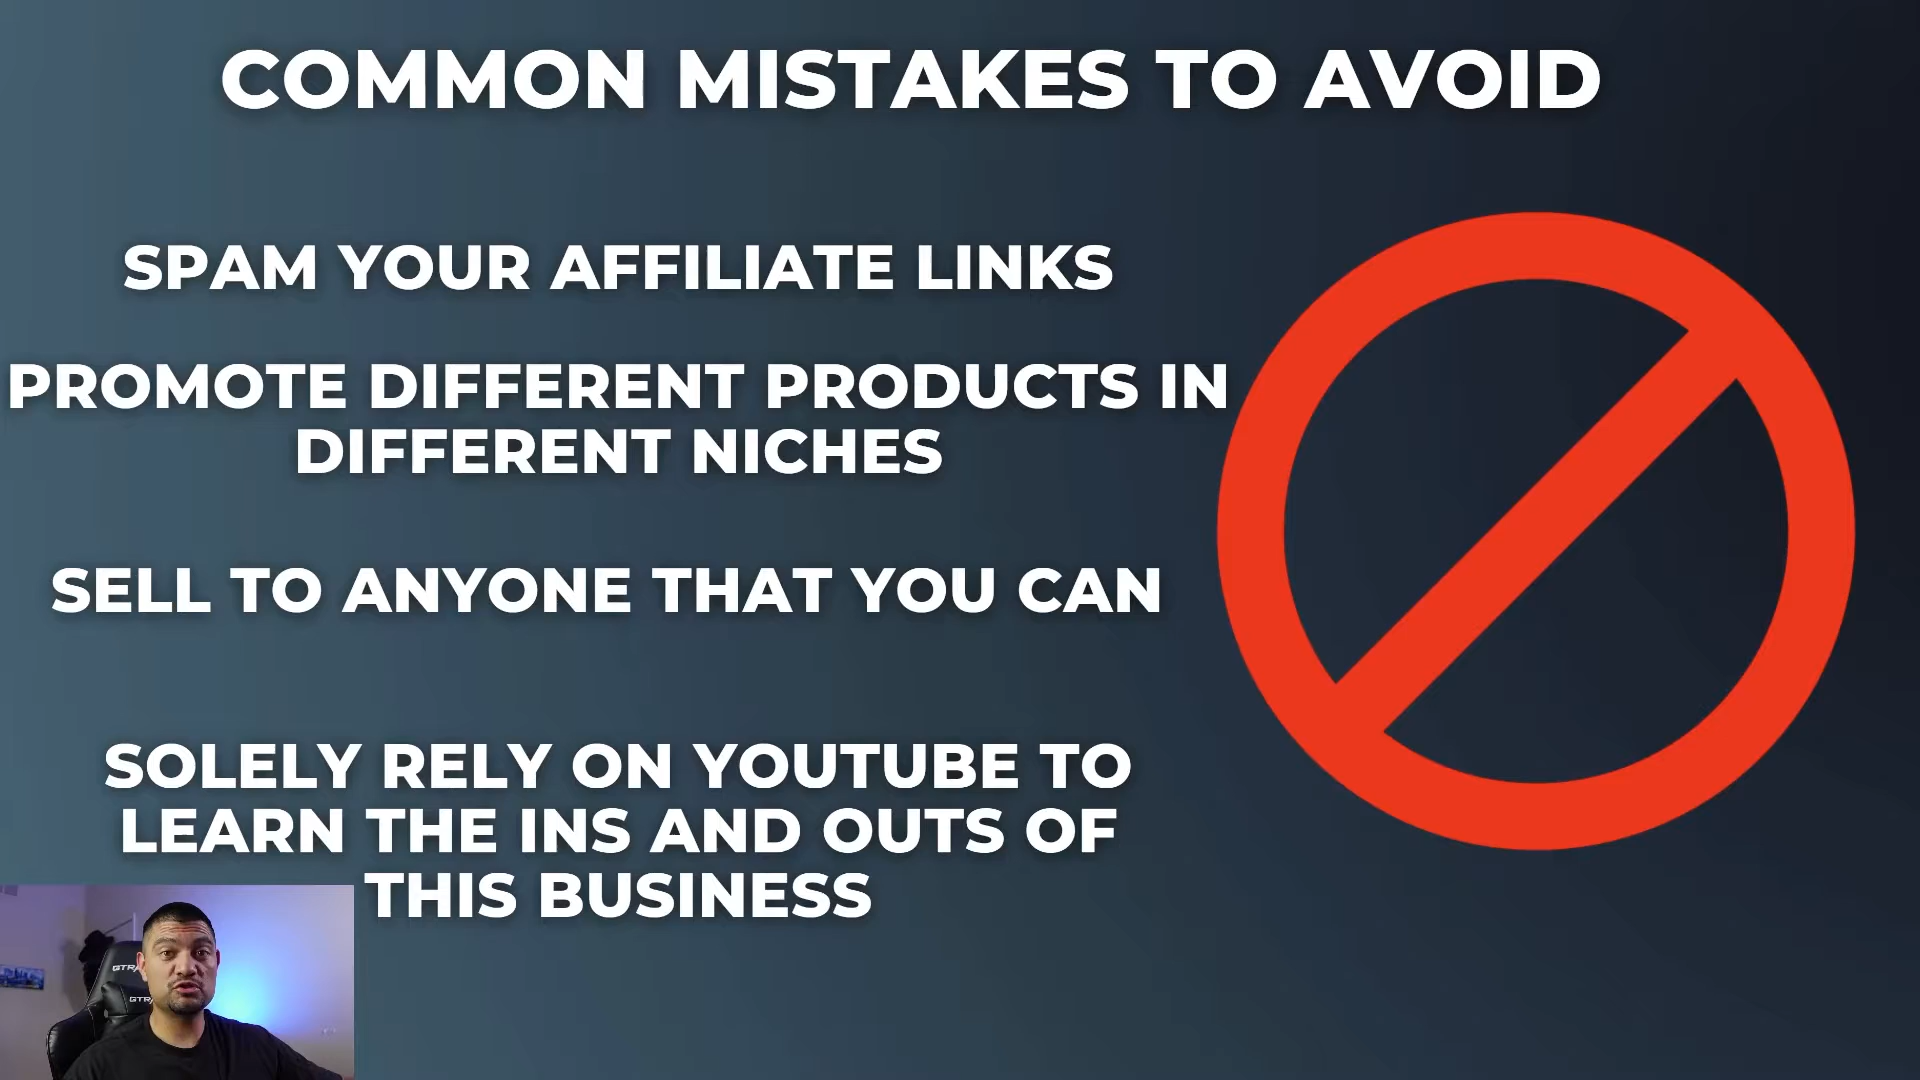 COMMON MISTAKES TO AVOID
SPAM YOUR AFFILIATE LINKS
PROMOTE DIFFERENT PRODUCTS IN
DIFFERENT NICHES
SELL TO ANYONE THAT YOU CAN
SOLELY RELY ON YOUTUBE TO
LEARN THE INS AND OUTS OF
THIS BUSINESS